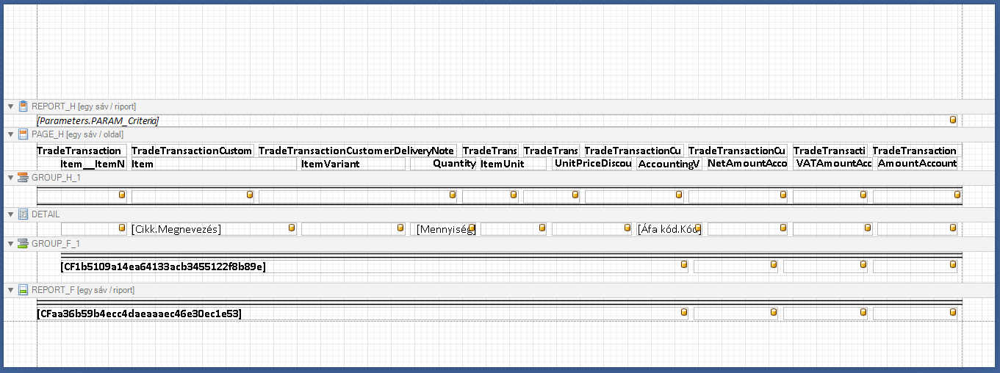 REPORT_H [egy sáv / riport]
[Parameters.PARAM_Criteria]
PAGE_H [egy sáv / oldal]
TradeTransaction TradeTransactionCustom TradeTransactionCustomerDeliveryNote TradeTrans TradeTrans TradeTransactionCu TradeTransactionCu TradeTransacti TradeTransaction
Item__ItemN Item ItemVariant Quantity ItemUnit UnitPriceDiscou AccountingV NetAmountAcco VATAmountAcc AmountAccount
GROUP_H_1
DETAIL
[Cikk.Megnevezés] [Mennyiség] [Áfa kód.Kód]
GROUP_F_1
[CF1b5109a14ea64133acb3455122f8b89e]
REPORT_F [egy sáv / riport]
[CFaa36b59b4ecc4daeaaaec46e30ec1e53]